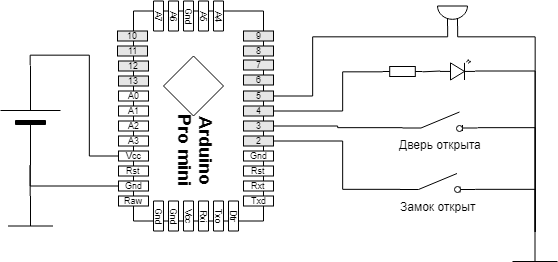 A7 A6 Gnd A5 A4
10 9
11 8
12 7
13 6
A0 5
A1 4
A2 3
A3 2
Vcc Gnd
Rst Rst
Gnd Rxt
Raw Txd
Arduino
Pro mini
Gnd Gnd Vcc Rxi Txo Dtr
Дверь открыта
Замок открыт